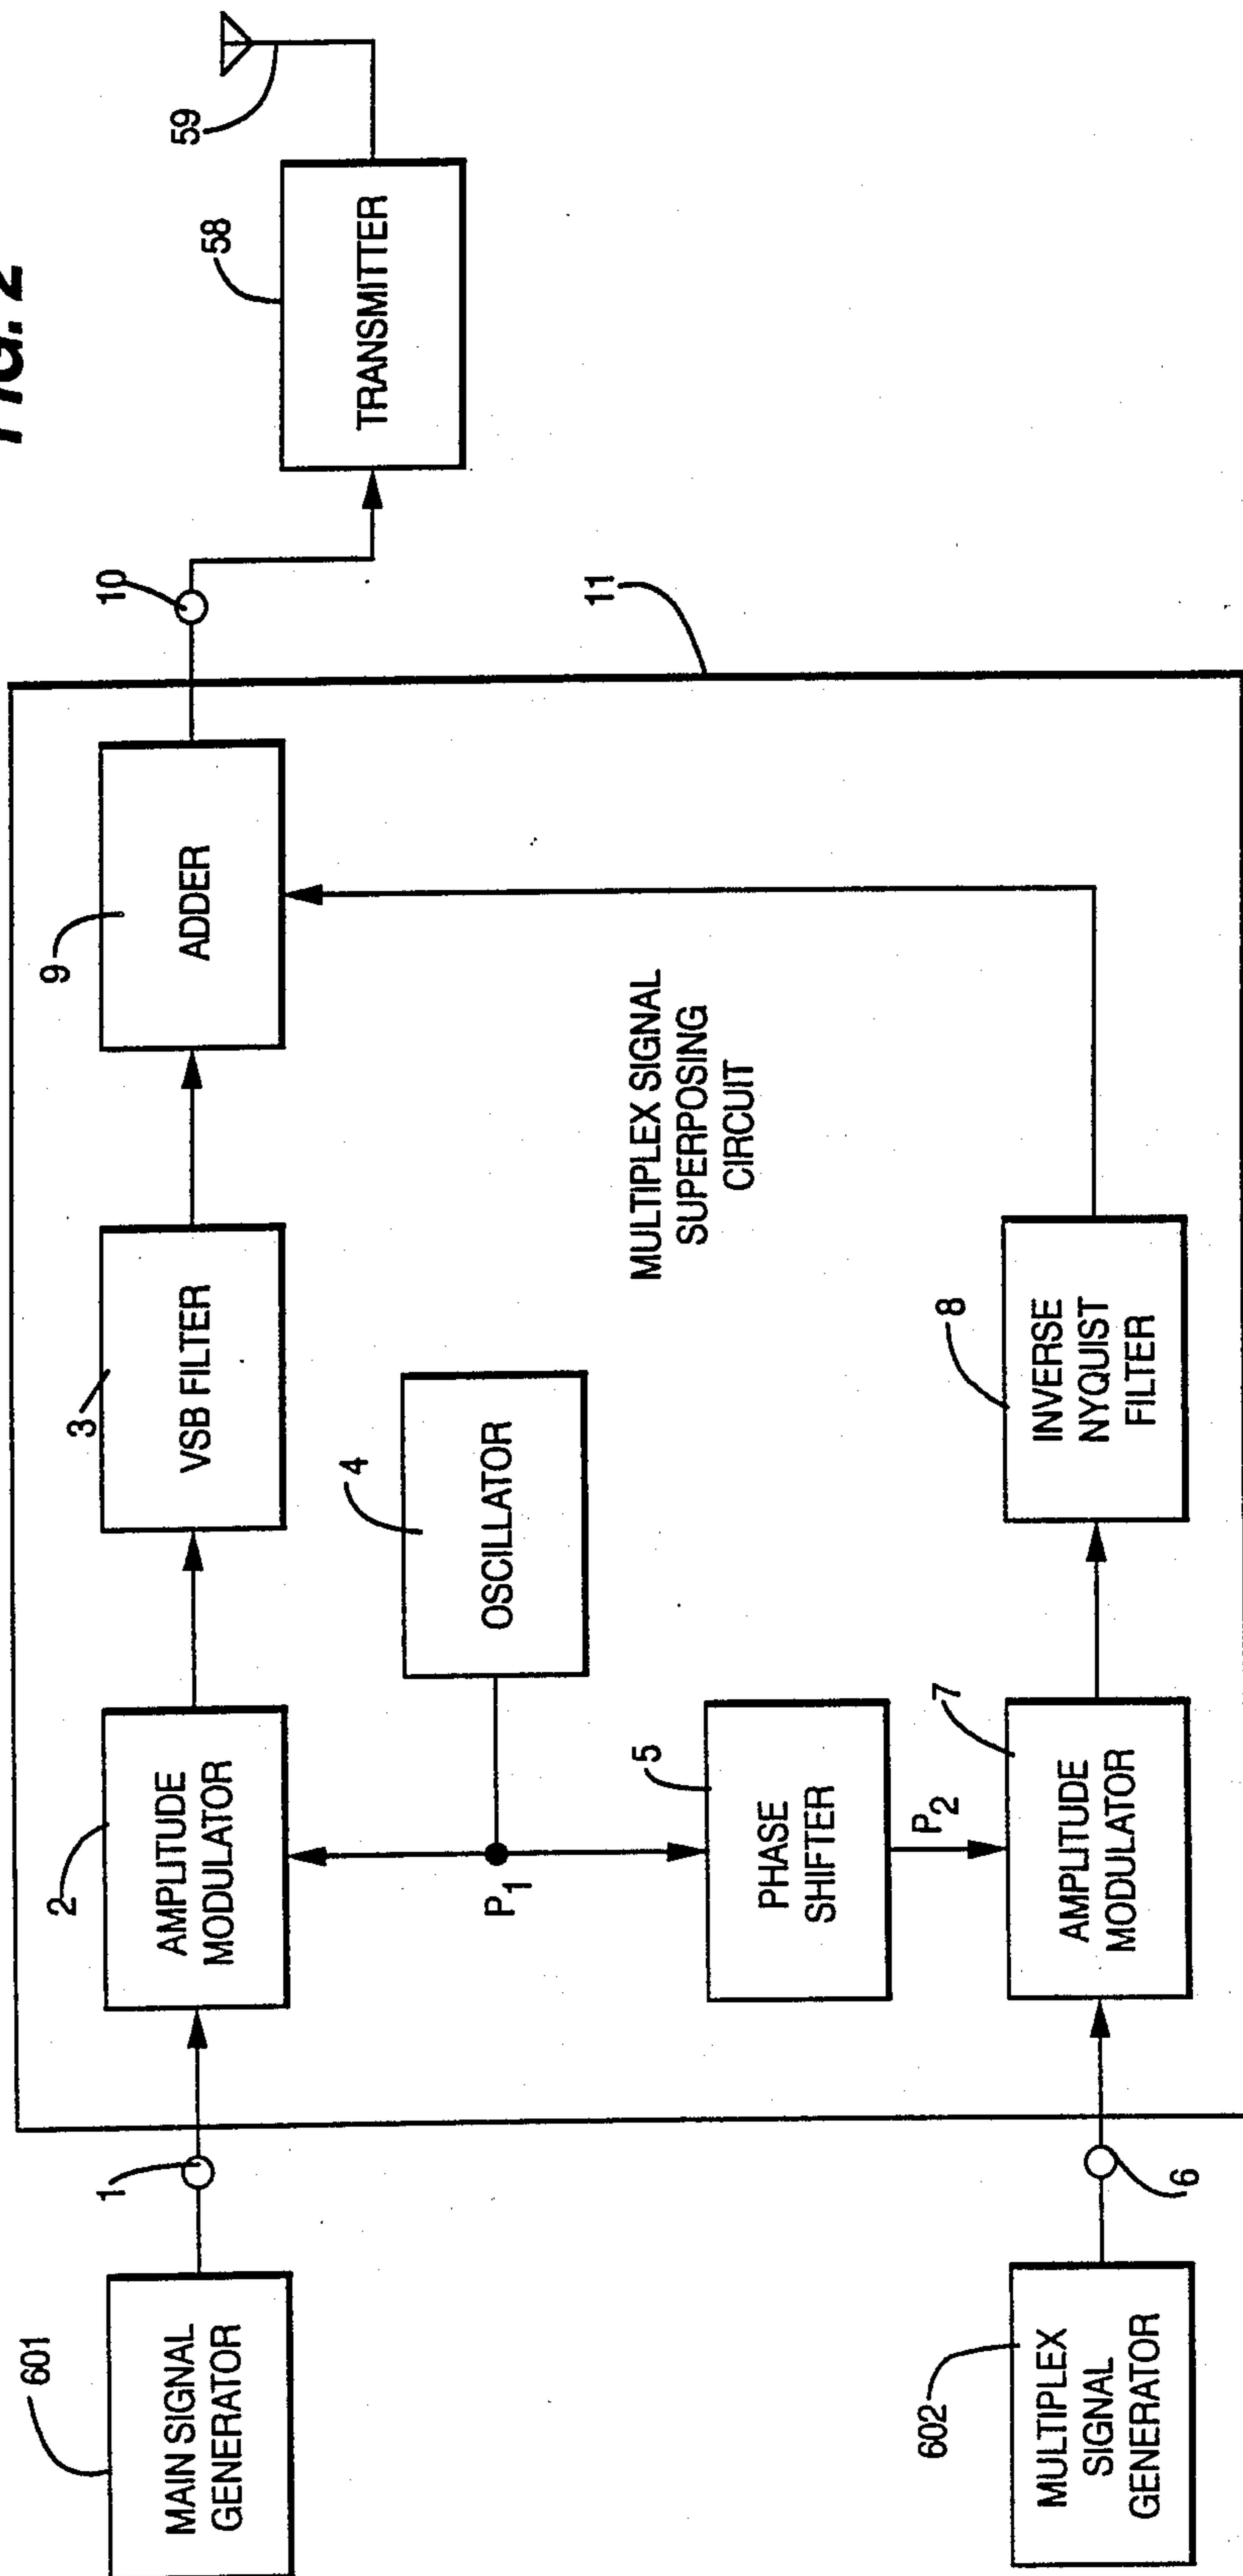 FIG. 2
601
MAIN SIGNAL
GENERATOR
1
2
AMPLITUDE
MODULATOR
3
VSB FILTER
9
ADDER
10
58
TRANSMITTER
59
P1
4
OSCILLATOR
5
PHASE
SHIFTER
P2
MULTIPLEX SIGNAL
SUPERPOSING
CIRCUIT
11
602
MULTIPLEX
SIGNAL
GENERATOR
6
7
AMPLITUDE
MODULATOR
8
INVERSE
NYQUIST
FILTER